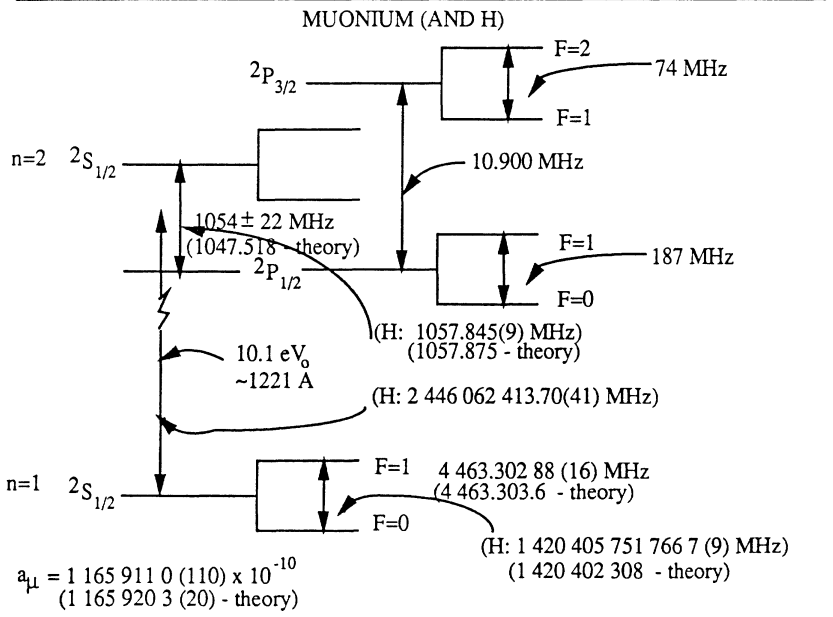 MUONIUM (AND H)
F=2
²P₃/₂
74 MHz
F=1
n=2 ²S₁/₂
10.900 MHz
1054 ± 22 MHz
(1047.518 - theory)
F=1
187 MHz
²P₁/₂
F=0
(H: 1057.845(9) MHz)
(1057.875 - theory)
10.1 eV
~1221 Å
(H: 2 446 062 413.70(41) MHz)
F=1
4 463.302 88 (16) MHz
(4 463.303.6 - theory)
n=1 ²S₁/₂
F=0
(H: 1 420 405 751 766 7 (9) MHz)
(1 420 402 308 - theory)
aμ = 1 165 911 0 (110) x 10⁻¹⁰
(1 165 920 3 (20) - theory)